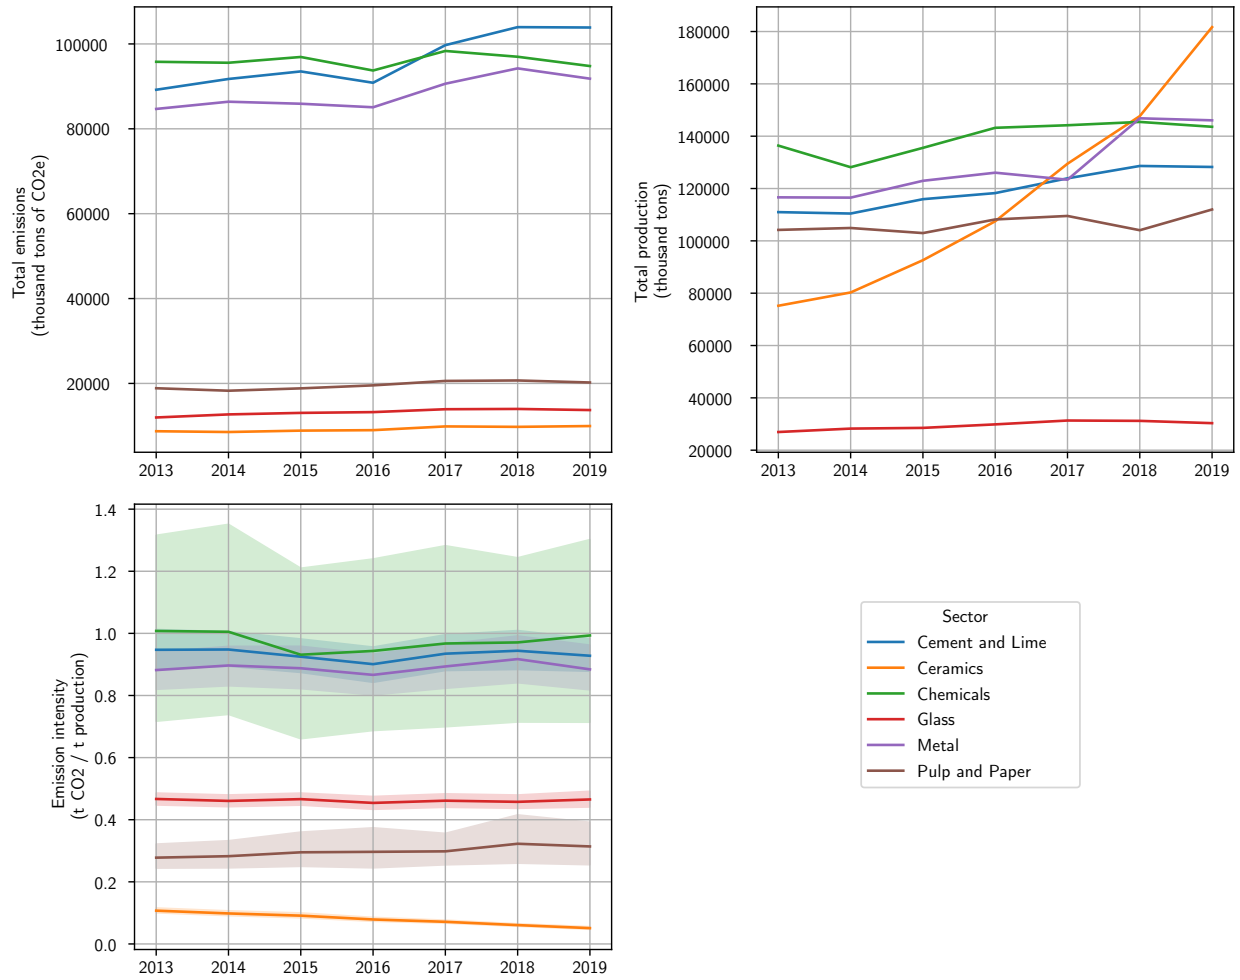 Total emissions
(thousand tons of CO2e)
100000
80000
60000
40000
20000
2013 2014 2015 2016 2017 2018 2019
Total production
(thousand tons)
180000
160000
140000
120000
100000
80000
60000
40000
20000
2013 2014 2015 2016 2017 2018 2019
Emission intensity
(t CO2 / t production)
1.4
1.2
1.0
0.8
0.6
0.4
0.2
0.0
2013 2014 2015 2016 2017 2018 2019
Sector
Cement and Lime
Ceramics
Chemicals
Glass
Metal
Pulp and Paper